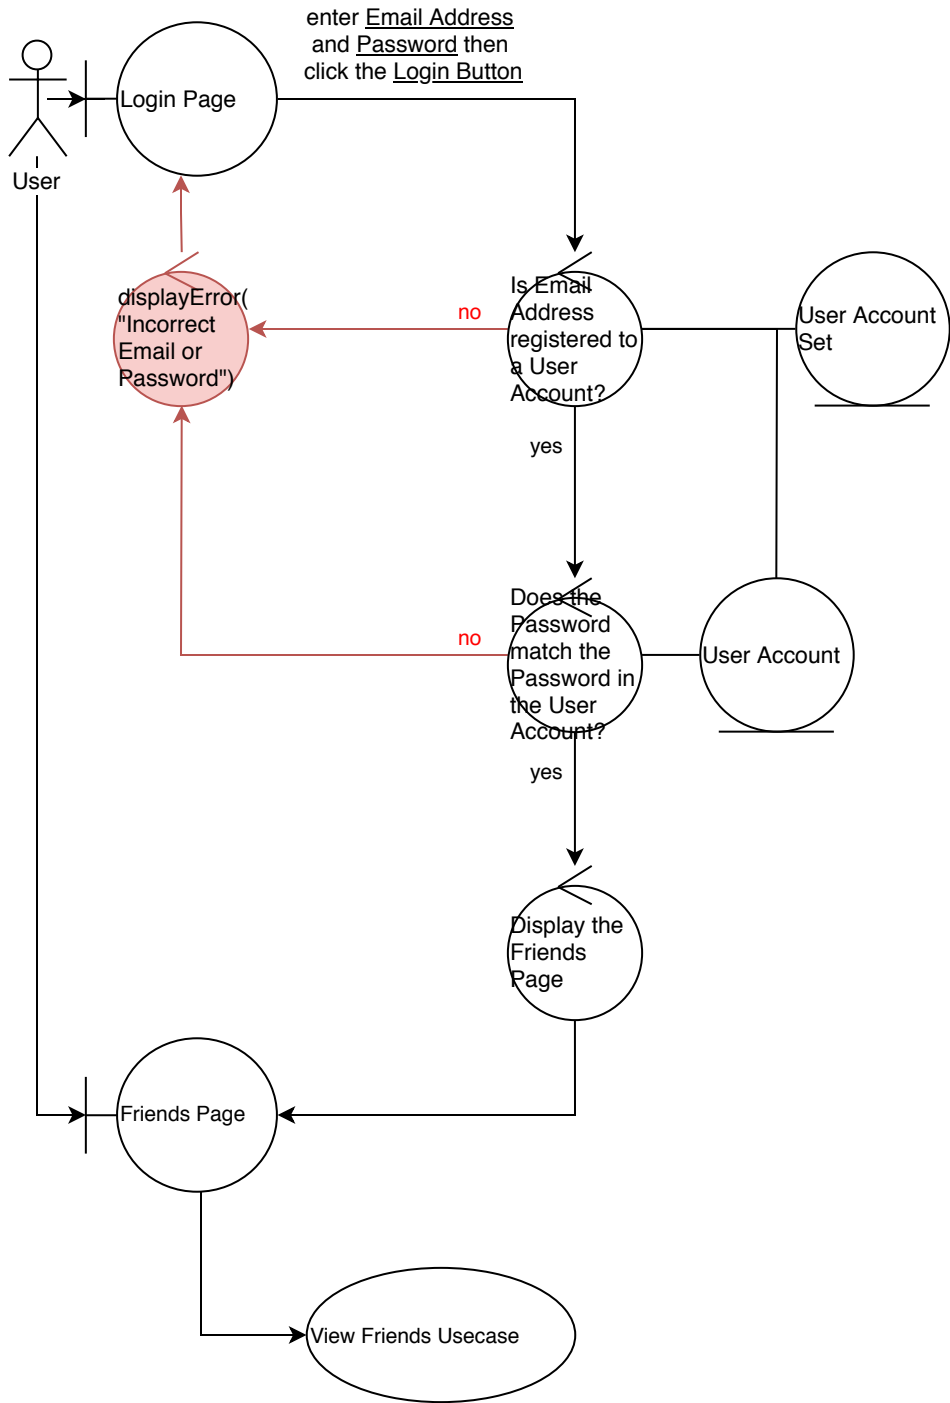 enter Email Address
and Password then
click the Login Button
Login Page
User
displayError(
"Incorrect
Email or
Password")
no
Is Email
Address
registered to
a User
Account?
User Account
Set
yes
no
Does the
Password
match the
Password in
the User
Account?
User Account
yes
Display the
Friends
Page
Friends Page
View Friends Usecase